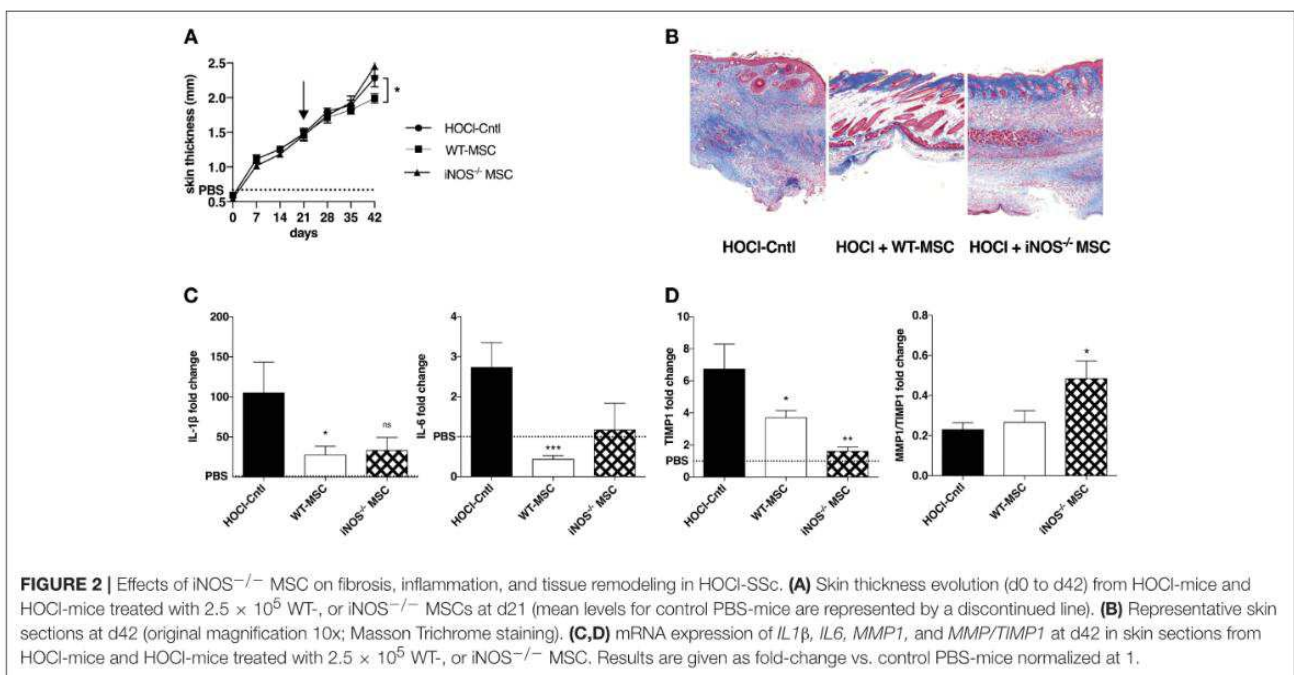 A
2.5
2.0
1.5
1.0
PBS
0.5
skin thickness (mm)
*
0 7 14 21 28 35 42
days
HOCl-Cntl
WT-MSC
iNOS-/- MSC
B
HOCl-Cntl
HOCl + WT-MSC
HOCl + iNOS-/- MSC
C
200
150
100
50
PBS
IL-1β fold change
*
ns
HOCl-Cntl
WT-MSC
iNOS-/- MSC
4
3
2
PBS
0
IL-6 fold change
***
HOCl-Cntl
WT-MSC
iNOS-/- MSC
D
10
8
6
4
2
PBS
0
TIMP1 fold change
*
**
HOCl-Cntl
WT-MSC
iNOS-/- MSC
0.8
0.6
0.4
0.2
0.0
MMP1/TIMP1 fold change
*
HOCl-Cntl
WT-MSC
iNOS-/- MSC
FIGURE 2 | Effects of iNOS−/− MSC on fibrosis, inflammation, and tissue remodeling in HOCl-SSc. (A) Skin thickness evolution (d0 to d42) from HOCl-mice and
HOCl-mice treated with 2.5 × 10⁵ WT-, or iNOS−/− MSCs at d21 (mean levels for control PBS-mice are represented by a discontinued line). (B) Representative skin
sections at d42 (original magnification 10x; Masson Trichrome staining). (C,D) mRNA expression of IL1β, IL6, MMP1, and MMP/TIMP1 at d42 in skin sections from
HOCl-mice and HOCl-mice treated with 2.5 × 10⁵ WT-, or iNOS−/− MSC. Results are given as fold-change vs. control PBS-mice normalized at 1.